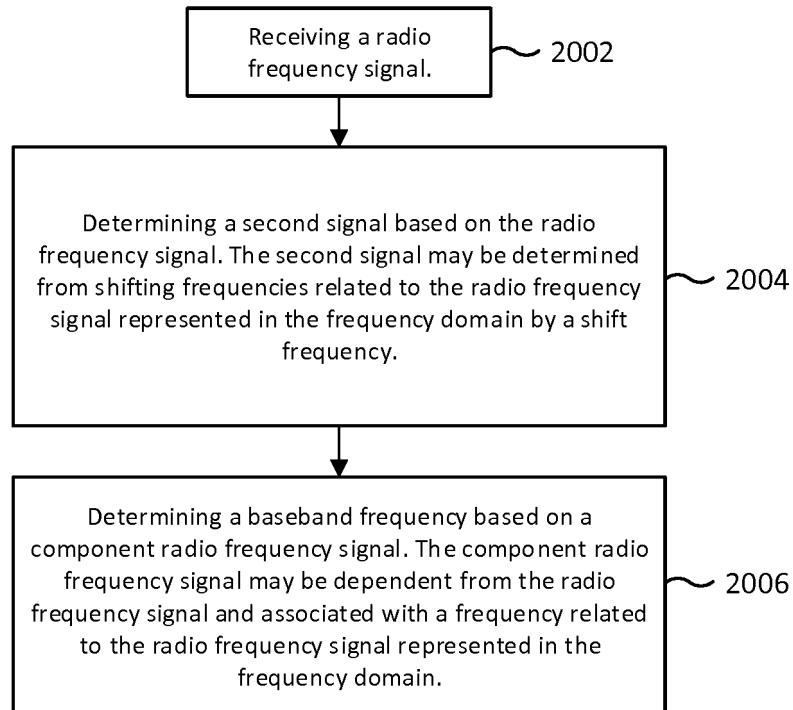 Receiving a radio
frequency signal.
2002
Determining a second signal based on the radio
frequency signal. The second signal may be determined
from shifting frequencies related to the radio frequency
signal represented in the frequency domain by a shift
frequency.
2004
Determining a baseband frequency based on a
component radio frequency signal. The component radio
frequency signal may be dependent from the radio
frequency signal and associated with a frequency related
to the radio frequency signal represented in the
frequency domain.
2006